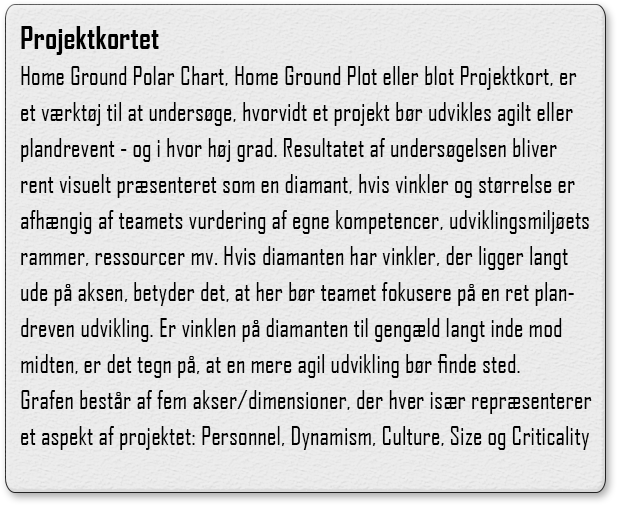 Projektkortet
Home Ground Polar Chart, Home Ground Plot eller blot Projektkort, er
et værktøj til at undersøge, hvorvidt et projekt bør udvikles agilt eller
plandrevent - og i hvor høj grad. Resultatet af undersøgelsen bliver
rent visuelt præsenteret som en diamant, hvis vinkler og størrelse er
afhængig af teamets vurdering af egne kompetencer, udviklingsmiljøets
rammer, ressourcer mv. Hvis diamanten har vinkler, der ligger langt
ude på aksen, betyder det, at her bør teamet fokusere på en ret plan-
dreven udvikling. Er vinklen på diamanten til gengæld langt inde mod
midten, er det tegn på, at en mere agil udvikling bør finde sted.
Grafen består af fem akser/dimensioner, der hver især repræsenterer
et aspekt af projektet: Personnel, Dynamism, Culture, Size og Criticality